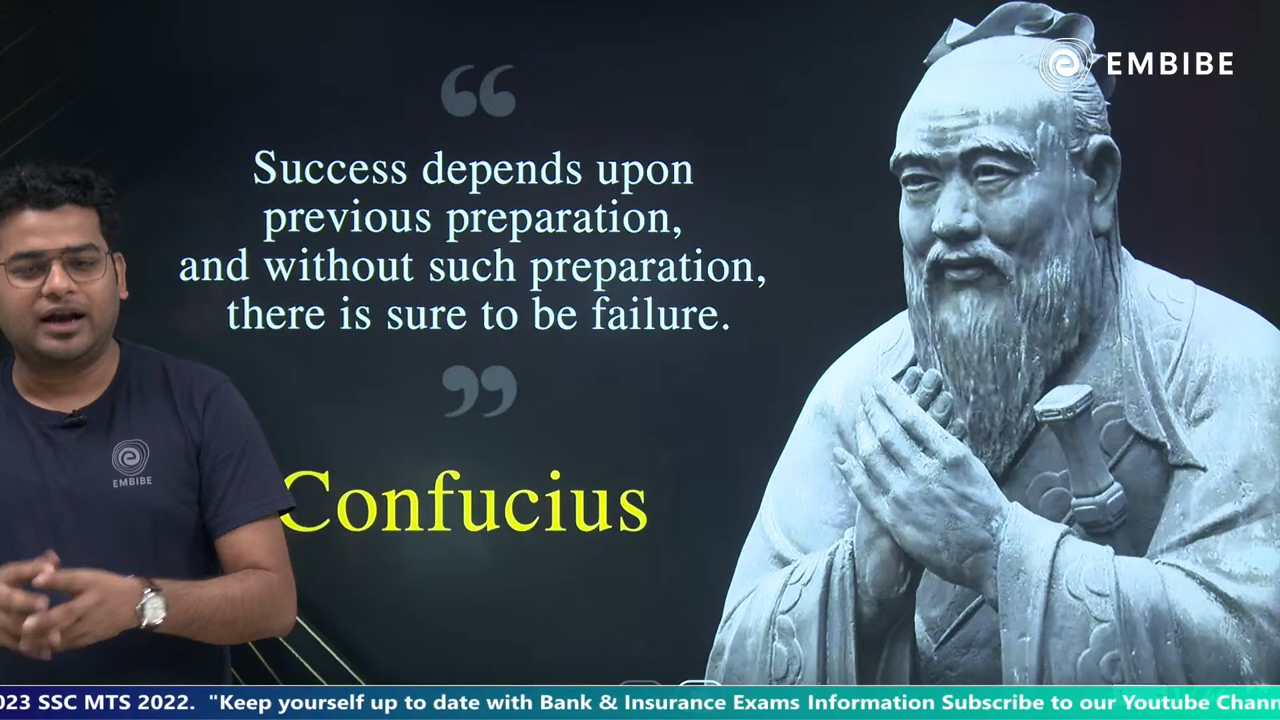 EMBIBE
“
Success depends upon
previous preparation,
and without such preparation,
there is sure to be failure.
”
Confucius
EMBIBE
023 SSC MTS 2022. "Keep yourself up to date with Bank & Insurance Exams Information Subscribe to our Youtube Chann